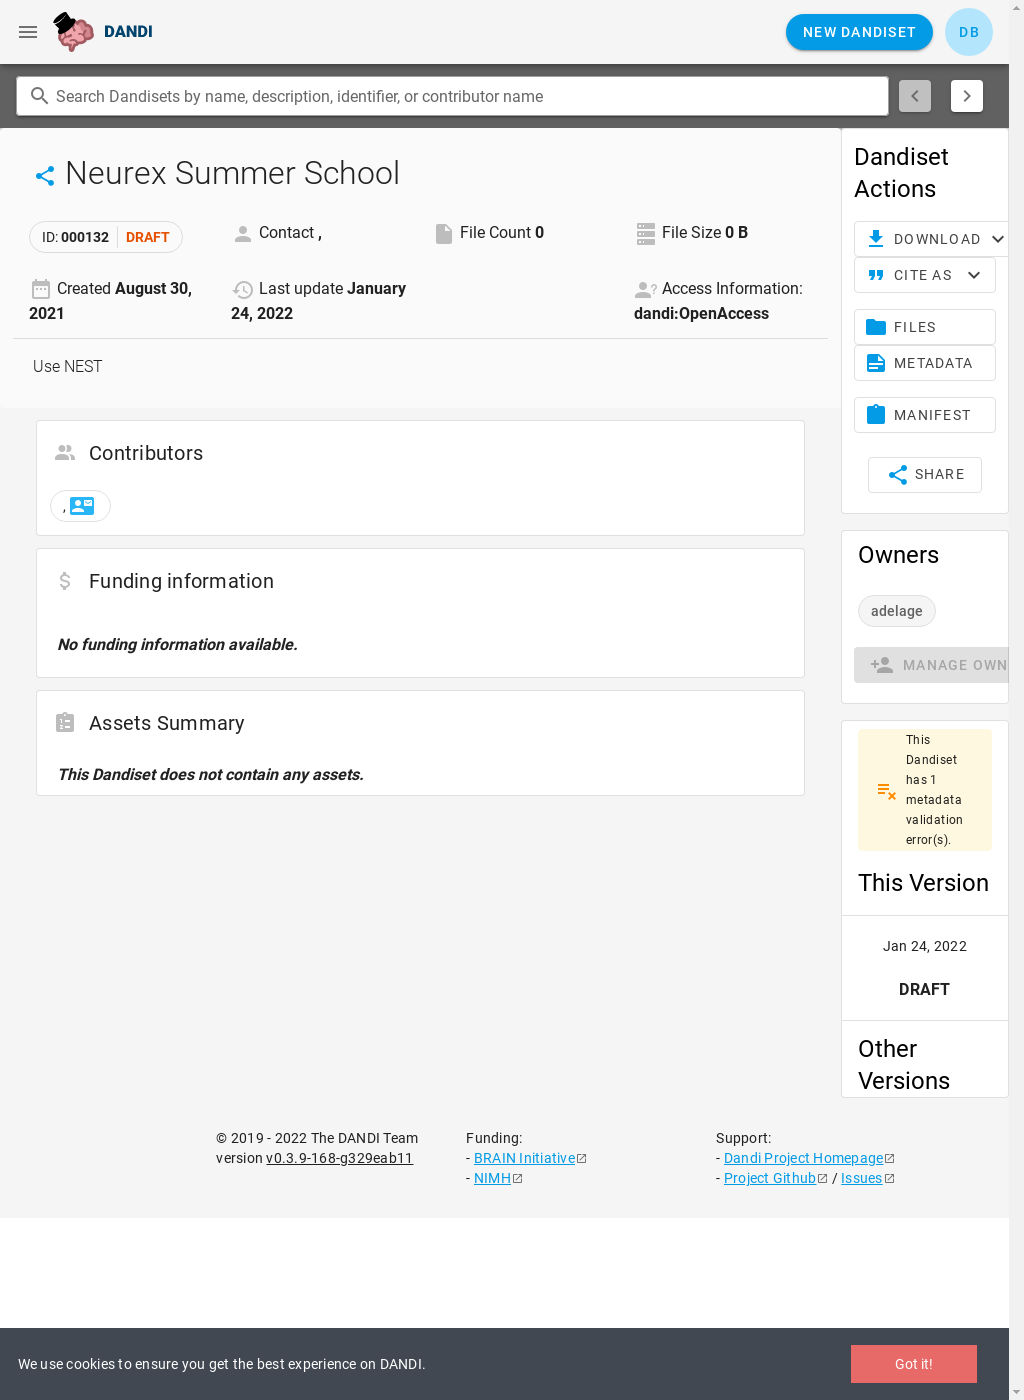 DANDI
NEW DANDISET
DB
Search Dandisets by name, description, identifier, or contributor name
Neurex Summer School
ID: 000132 DRAFT
Contact ,
File Count 0
File Size 0 B
Created August 30,
2021
Last update January
24, 2022
Access Information:
dandi:OpenAccess
Use NEST
Contributors
,
Funding information
No funding information available.
Assets Summary
This Dandiset does not contain any assets.
Dandiset
Actions
DOWNLOAD
CITE AS
FILES
METADATA
MANIFEST
SHARE
Owners
adelage
MANAGE OWN
This
Dandiset
has 1
metadata
validation
error(s).
This Version
Jan 24, 2022
DRAFT
Other
Versions
© 2019 - 2022 The DANDI Team
version v0.3.9-168-g329eab11
Funding:
- BRAIN Initiative
- NIMH
Support:
- Dandi Project Homepage
- Project Github / Issues
We use cookies to ensure you get the best experience on DANDI.
Got it!